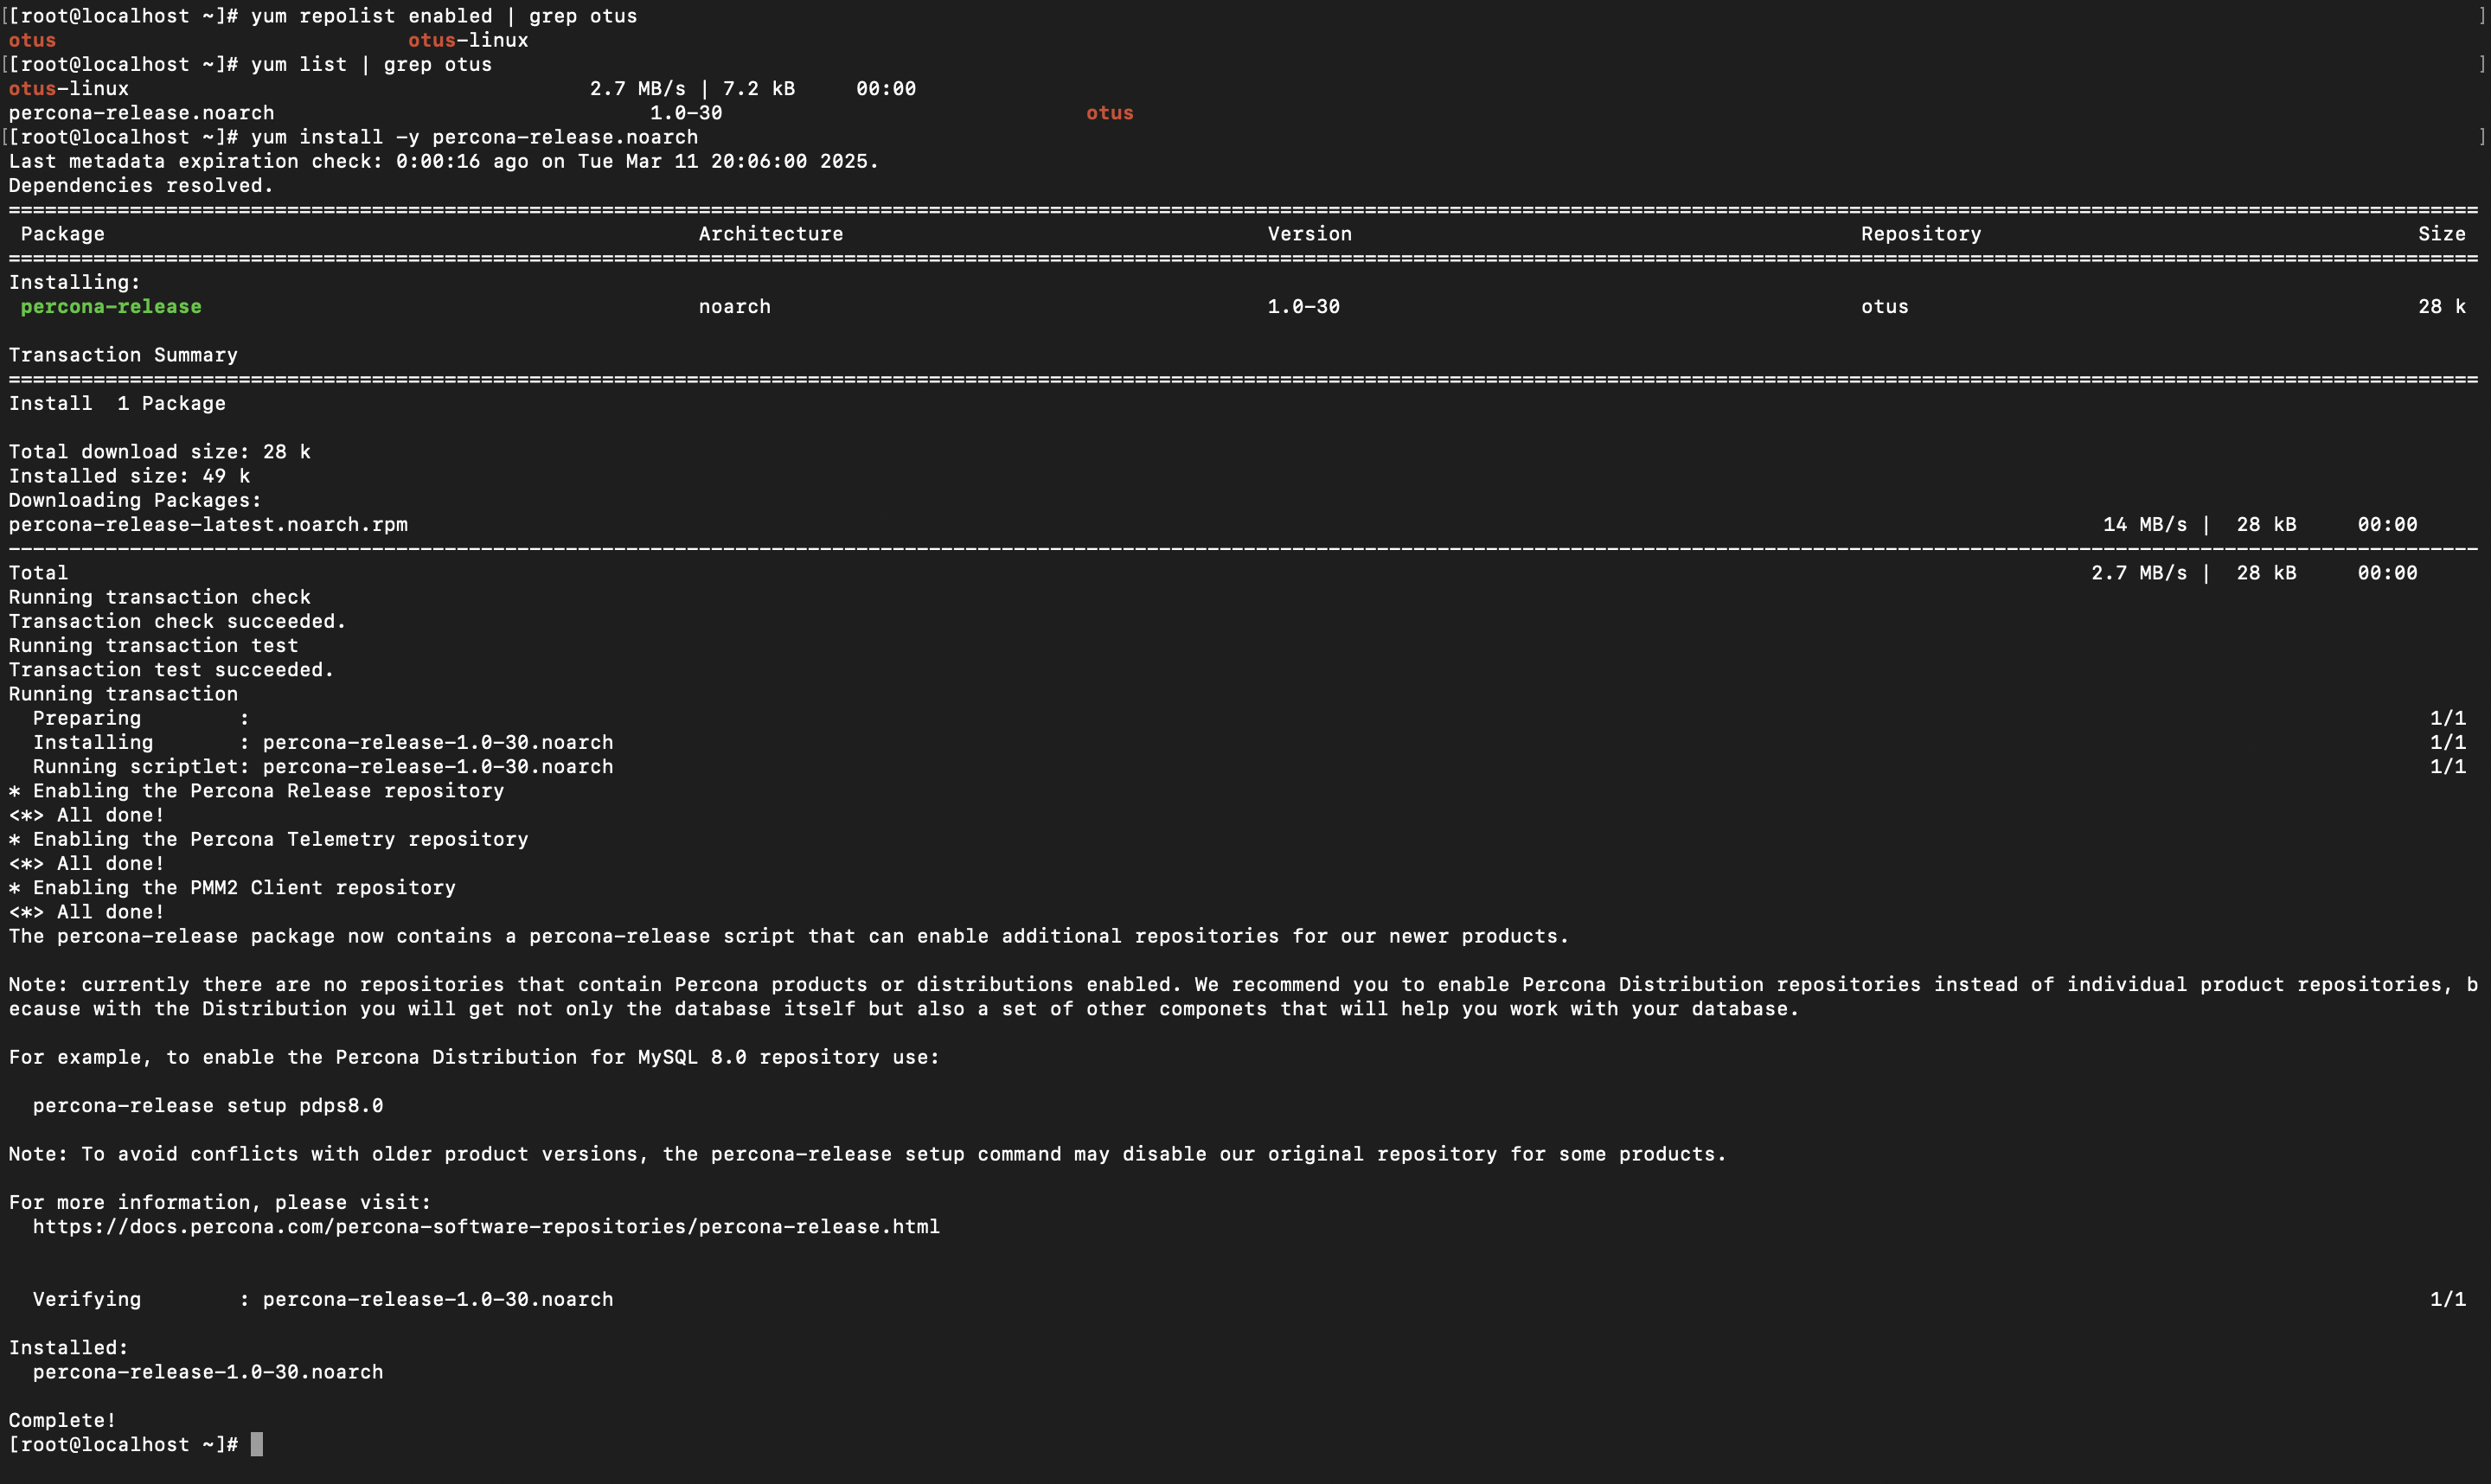 [[root@localhost ~]# yum repolist enabled | grep otus ]
otus otus-linux
[[root@localhost ~]# yum list | grep otus ]
otus-linux 2.7 MB/s | 7.2 kB 00:00
percona-release.noarch 1.0-30 otus
[[root@localhost ~]# yum install -y percona-release.noarch ]
Last metadata expiration check: 0:00:16 ago on Tue Mar 11 20:06:00 2025.
Dependencies resolved.
Package Architecture Version Repository Size
Installing:
percona-release noarch 1.0-30 otus 28 k
Transaction Summary
Install 1 Package
Total download size: 28 k
Installed size: 49 k
Downloading Packages:
percona-release-latest.noarch.rpm 14 MB/s | 28 kB 00:00
Total 2.7 MB/s | 28 kB 00:00
Running transaction check
Transaction check succeeded.
Running transaction test
Transaction test succeeded.
Running transaction
Preparing : 1/1
Installing : percona-release-1.0-30.noarch 1/1
Running scriptlet: percona-release-1.0-30.noarch 1/1
* Enabling the Percona Release repository
<*> All done!
* Enabling the Percona Telemetry repository
<*> All done!
* Enabling the PMM2 Client repository
<*> All done!
The percona-release package now contains a percona-release script that can enable additional repositories for our newer products.
Note: currently there are no repositories that contain Percona products or distributions enabled. We recommend you to enable Percona Distribution repositories instead of individual product repositories, b
ecause with the Distribution you will get not only the database itself but also a set of other componets that will help you work with your database.
For example, to enable the Percona Distribution for MySQL 8.0 repository use:
percona-release setup pdps8.0
Note: To avoid conflicts with older product versions, the percona-release setup command may disable our original repository for some products.
For more information, please visit:
https://docs.percona.com/percona-software-repositories/percona-release.html
Verifying : percona-release-1.0-30.noarch 1/1
Installed:
percona-release-1.0-30.noarch
Complete!
[root@localhost ~]#